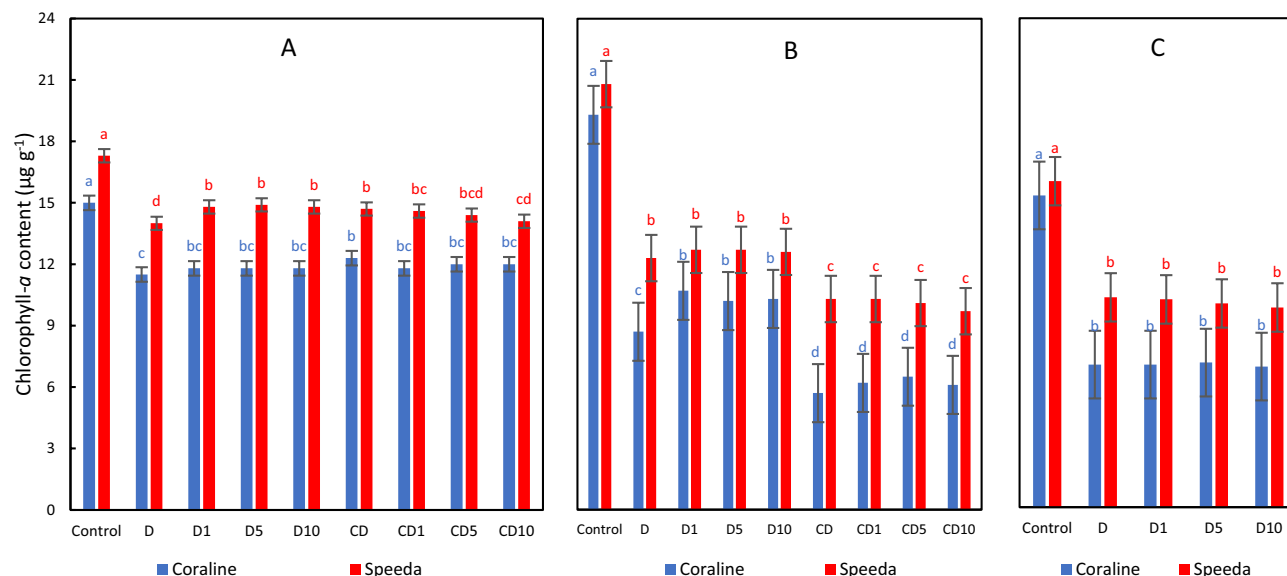 Chlorophyll-a content (µg g⁻¹)
24
21
18
15
12
9
6
3
0
A
a
a
c
d
bc
b
bc
b
bc
b
b
b
bc
bc
bc
bcd
bc
cd
Control D D1 D5 D10 CD CD1 CD5 CD10
Coraline Speeda
B
a
a
c
b
b
b
b
b
b
b
d
c
d
c
d
c
d
c
Control D D1 D5 D10 CD CD1 CD5 CD10
Coraline Speeda
C
a
a
b
b
b
b
b
b
b
b
Control D D1 D5 D10
Coraline Speeda